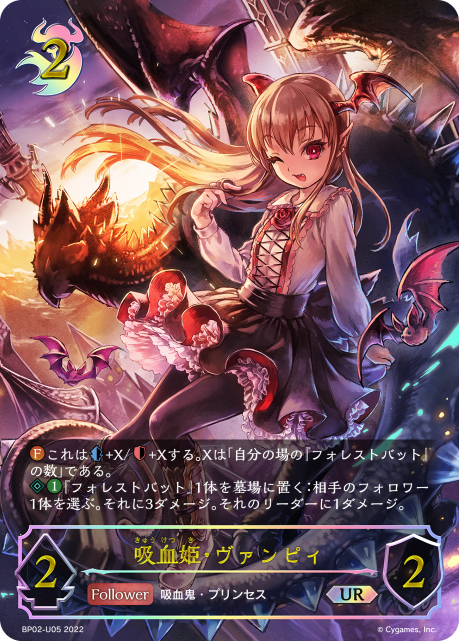 2
F これは +X/ +Xする。Xは「自分の場の『フォレストバット』
の数」である。
1 『フォレストバット』1体を墓場に置く:相手のフォロワー
1体を選ぶ。それに3ダメージ。それのリーダーに1ダメージ。
きゅうけつき
吸血姫・ヴァンピィ
2
2
Follower 吸血鬼・プリンセス
UR
BP02-U05 2022
© Cygames, Inc.